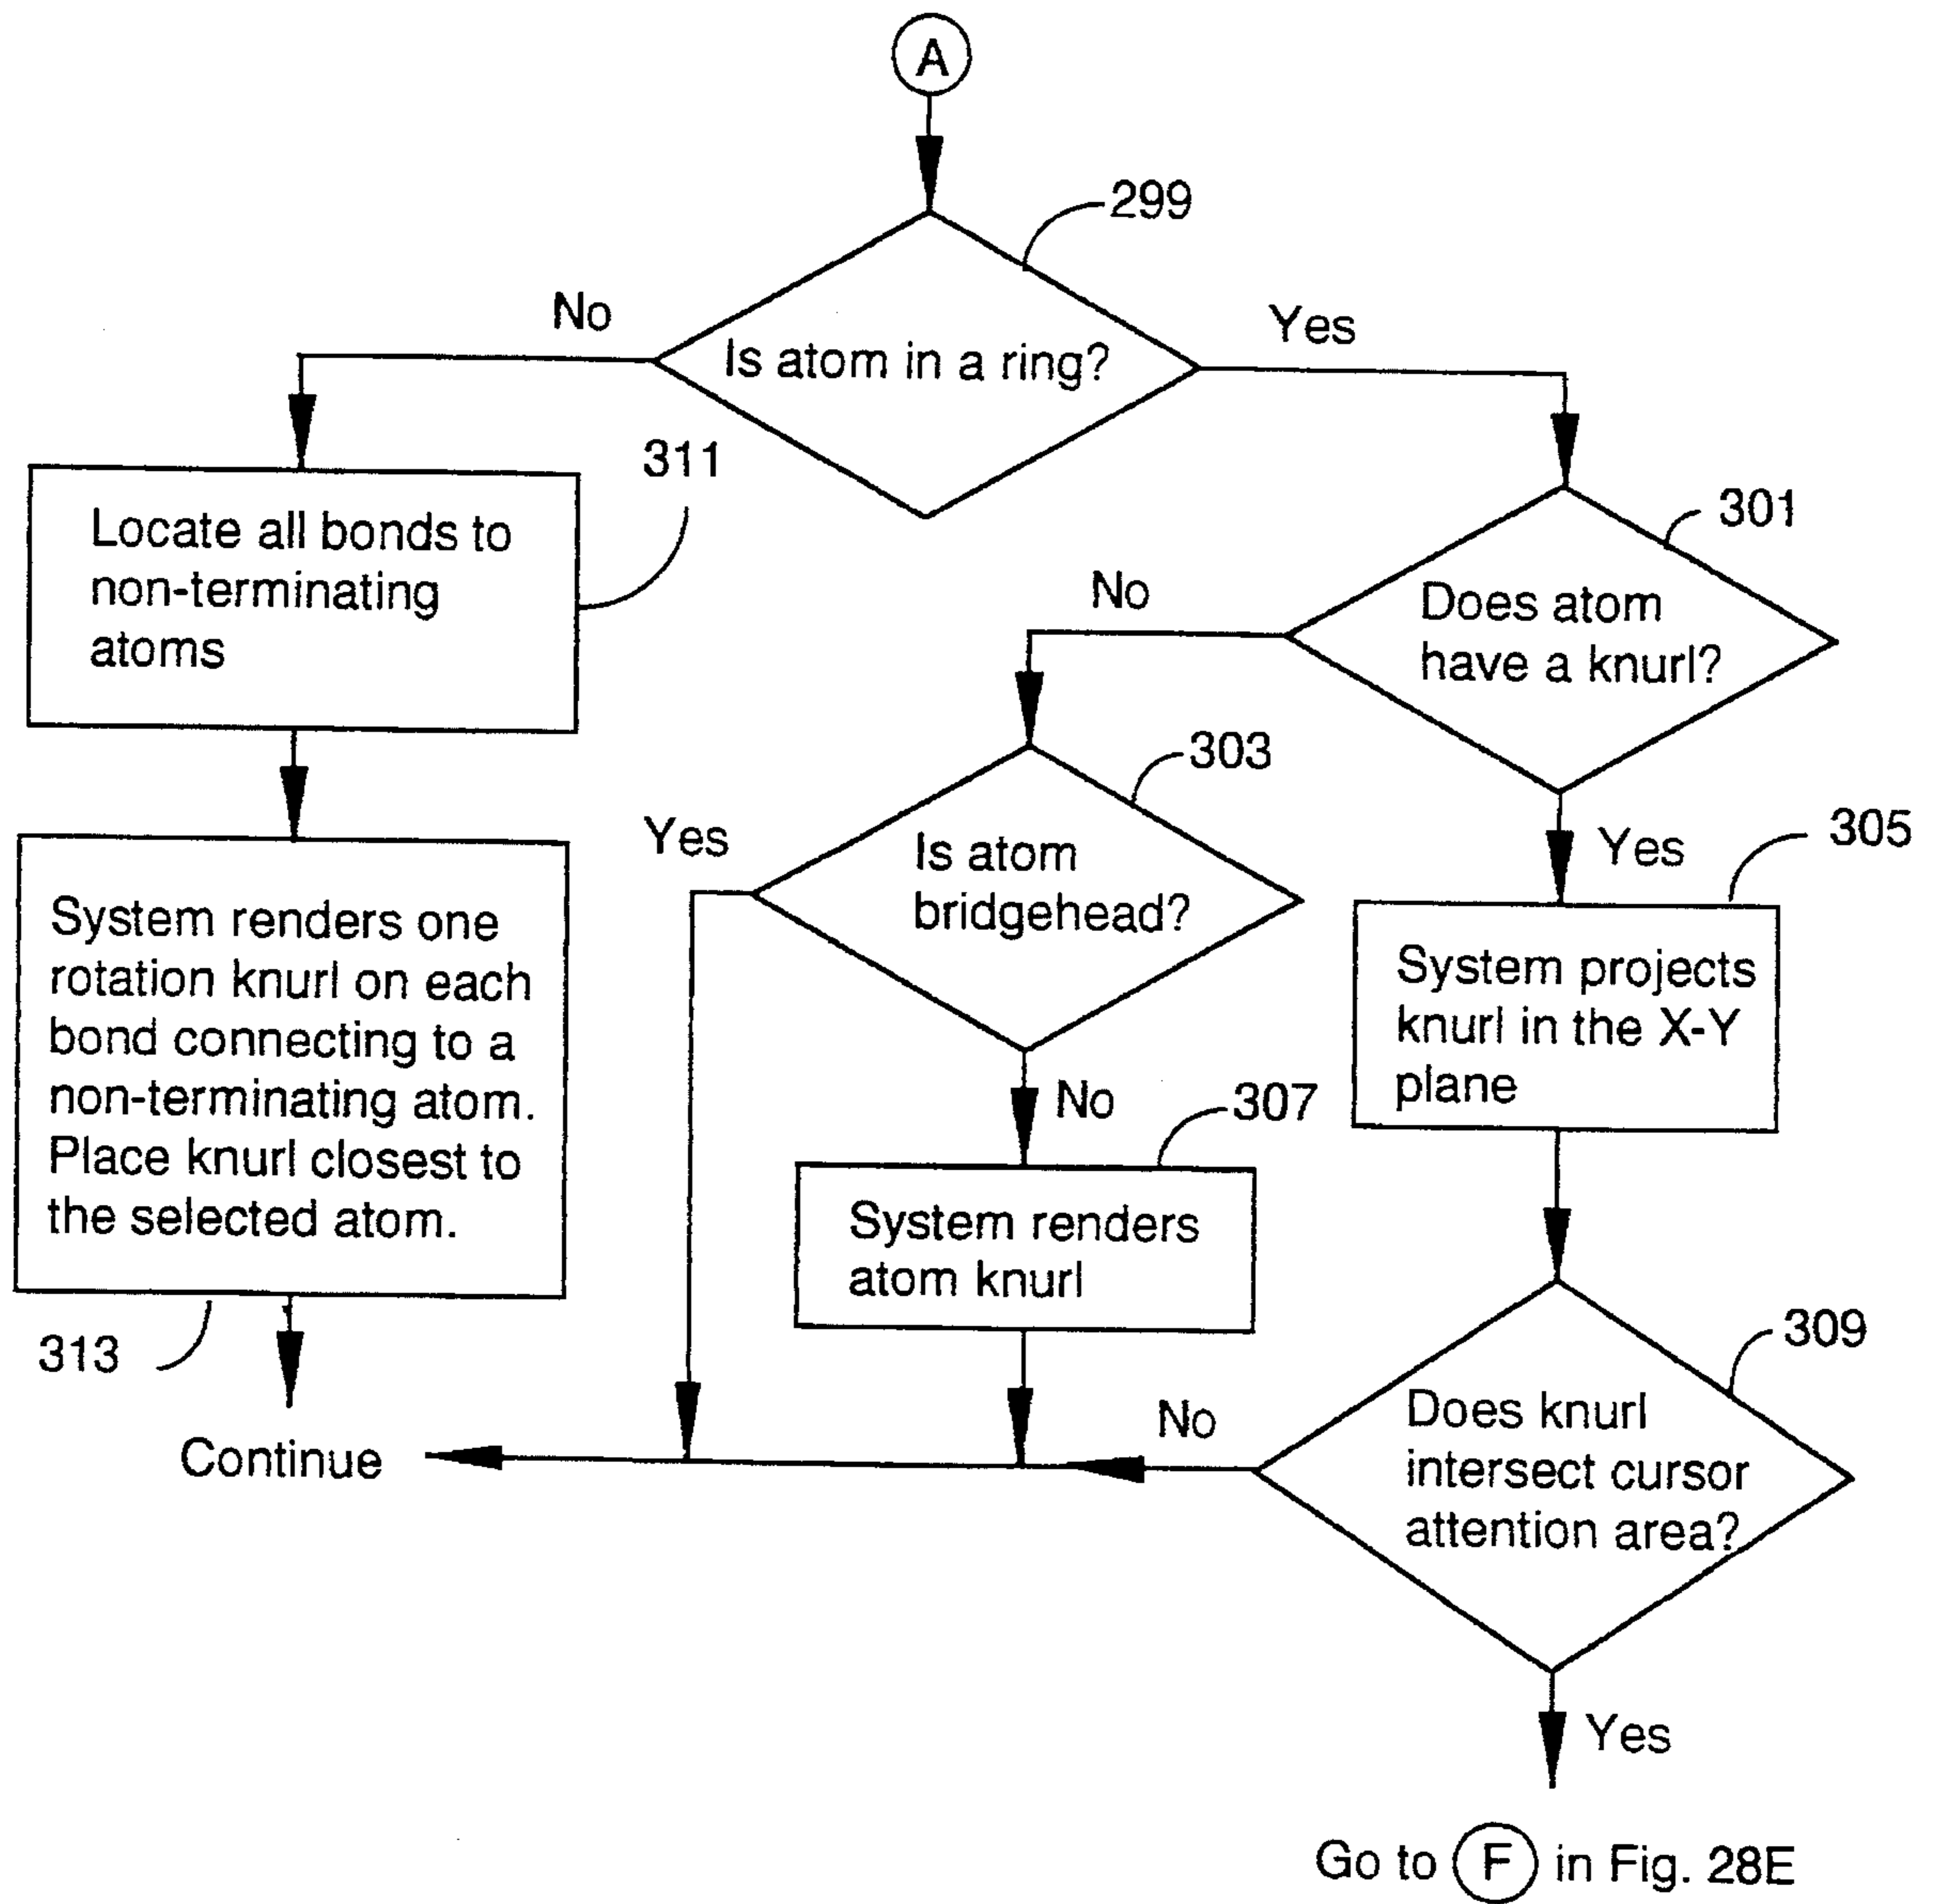 A
299
No
Yes
Is atom in a ring?
311
301
Locate all bonds to
non-terminating
atoms
No
Does atom
have a knurl?
303
Yes
305
Yes
Is atom
bridgehead?
System renders one
rotation knurl on each
bond connecting to a
non-terminating atom.
Place knurl closest to
the selected atom.
System projects
knurl in the X-Y
plane
No
307
System renders
atom knurl
313
309
Continue
No
Does knurl
intersect cursor
attention area?
Yes
Go to F in Fig. 28E